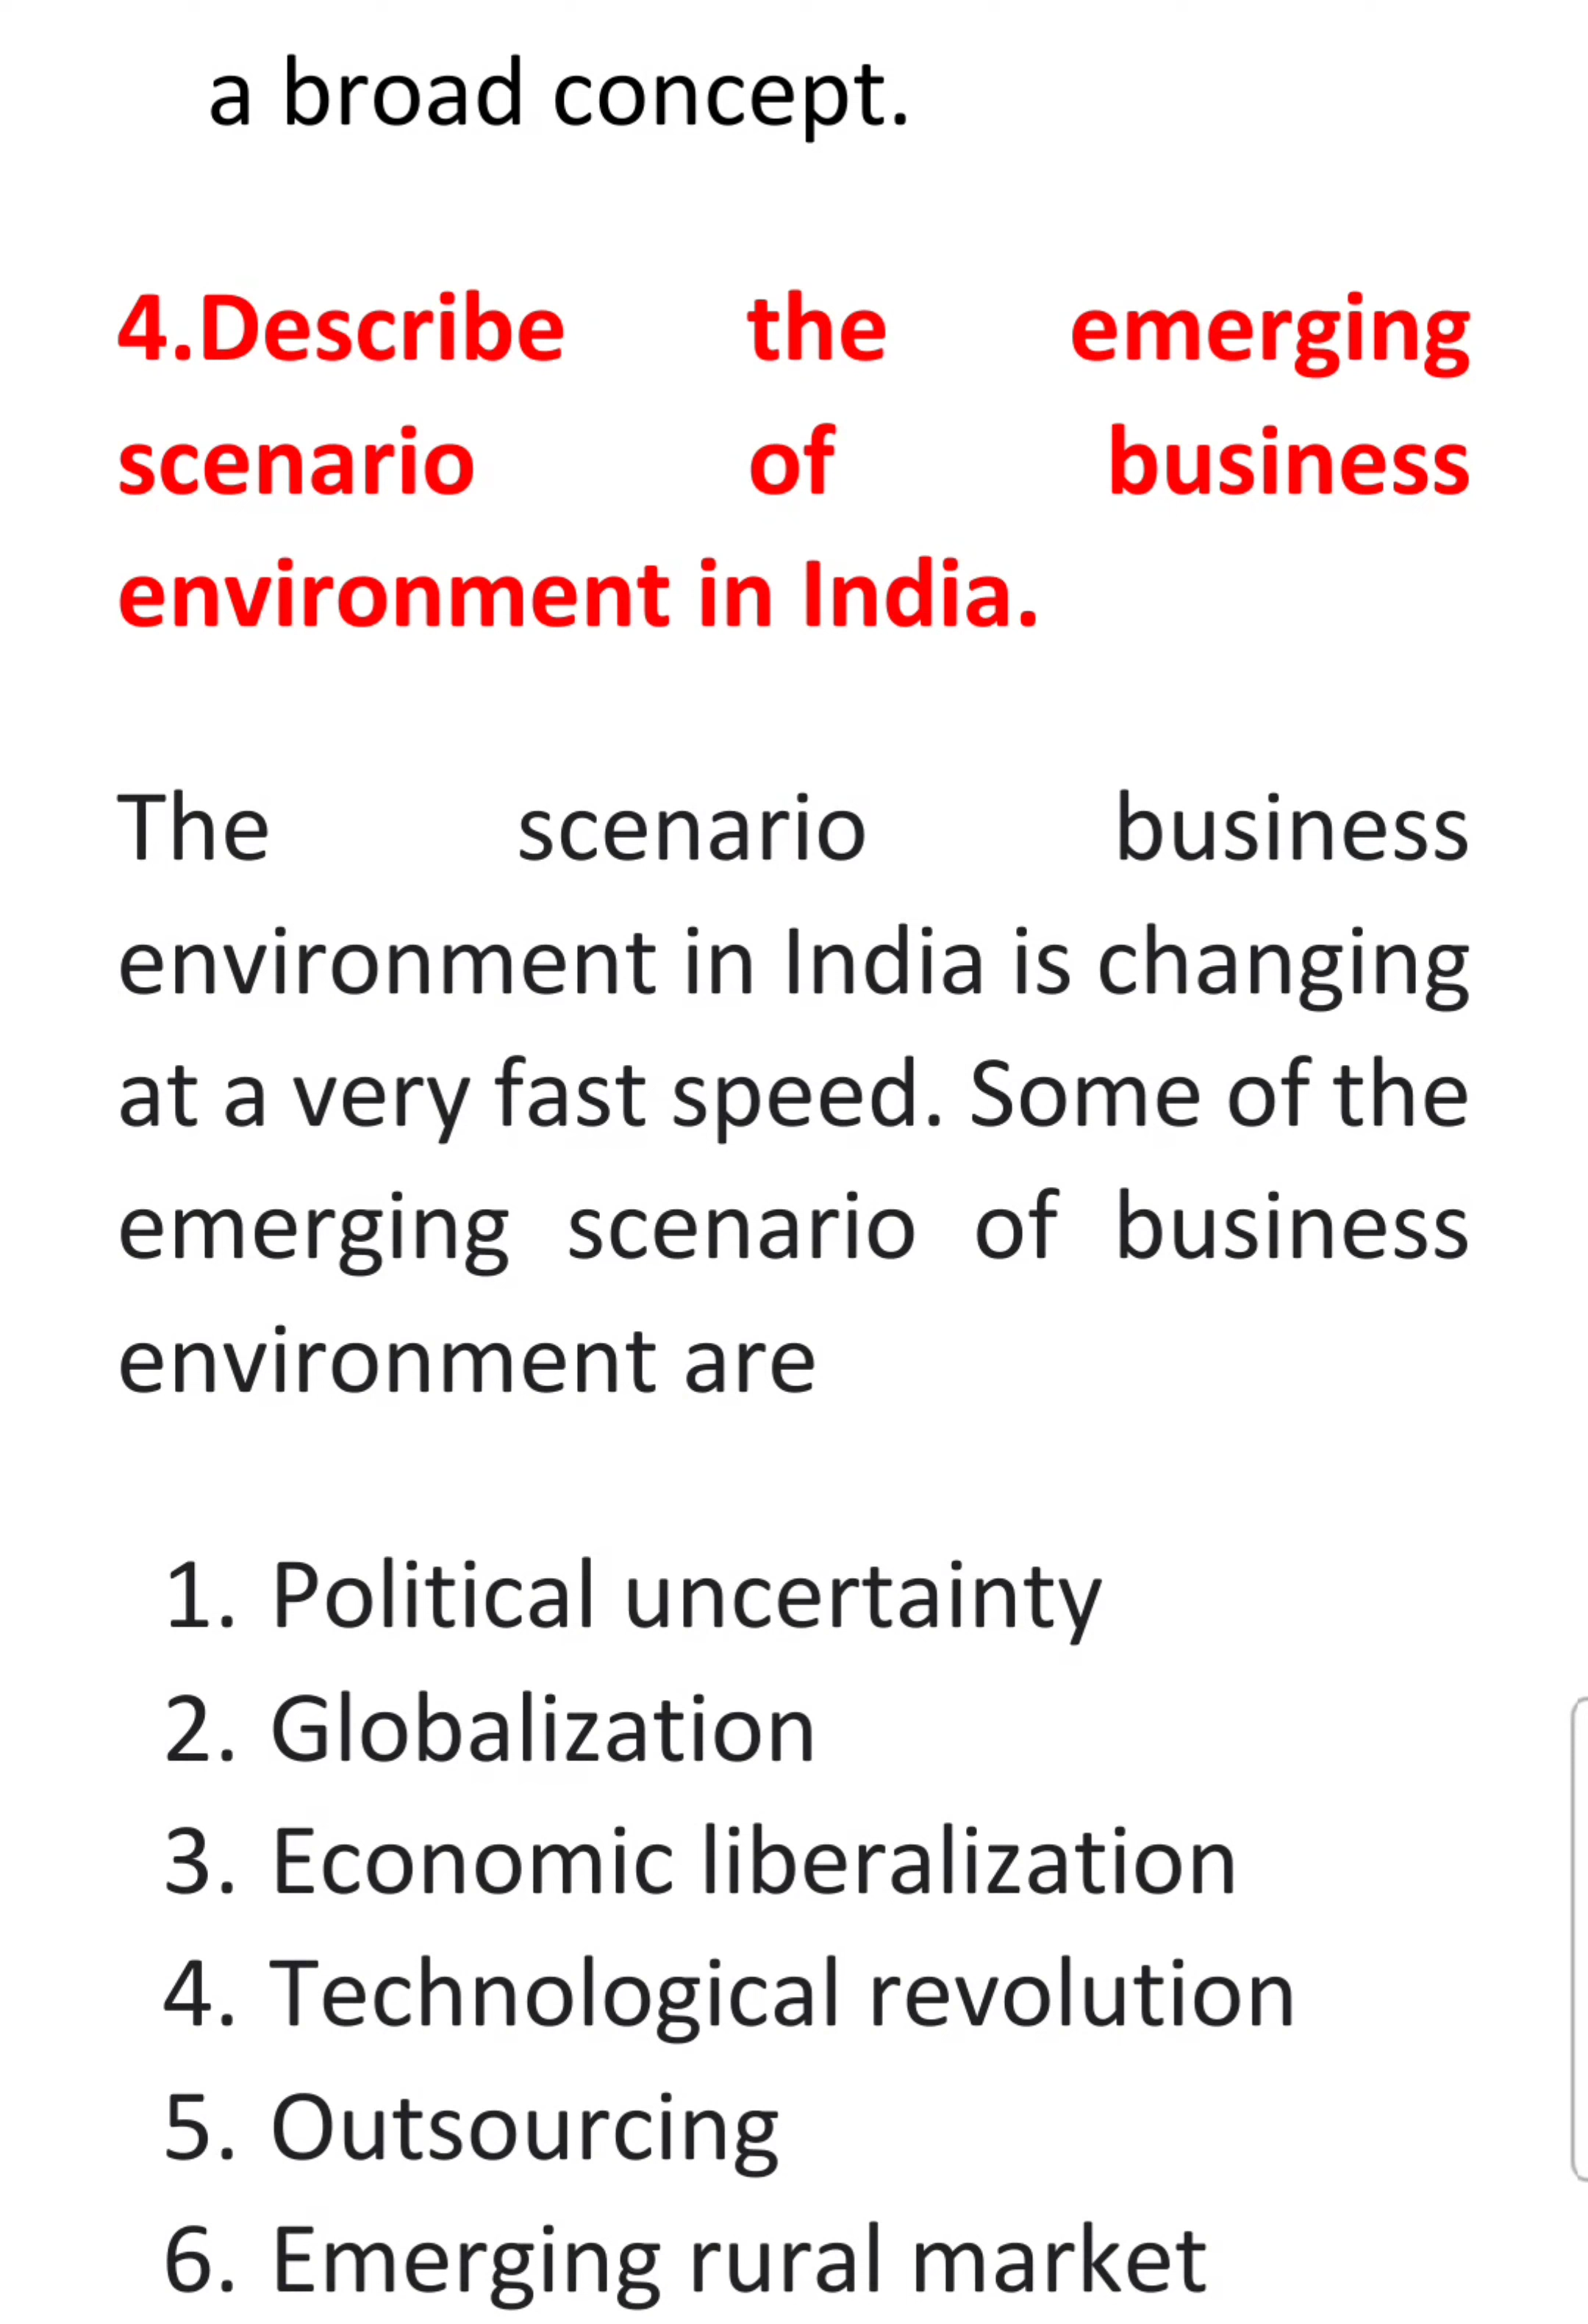 a broad concept.
4.Describe the emerging
scenario of business
environment in India.
The scenario business
environment in India is changing
at a very fast speed. Some of the
emerging scenario of business
environment are
1. Political uncertainty
2. Globalization
3. Economic liberalization
4. Technological revolution
5. Outsourcing
6. Emerging rural market